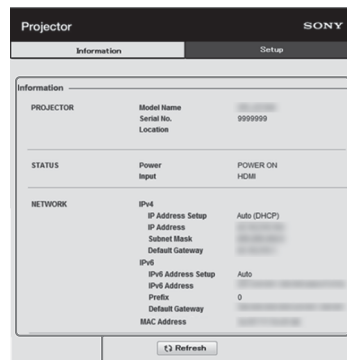 Projector SONY
Information Setup
Information
PROJECTOR Model Name
Serial No. 9999999
Location
STATUS Power POWER ON
Input HDMI
NETWORK IPv4
IP Address Setup Auto (DHCP)
IP Address
Subnet Mask
Default Gateway
IPv6
IPv6 Address Setup Auto
IPv6 Address
Prefix 0
Default Gateway
MAC Address
Refresh